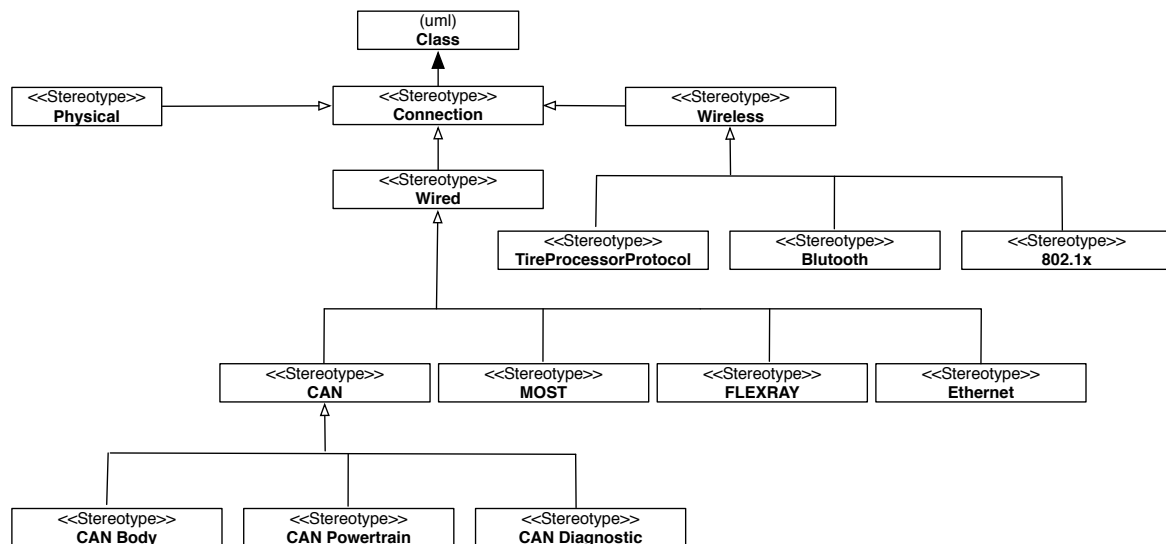 (uml)
Class
<<Stereotype>>
Physical
<<Stereotype>>
Connection
<<Stereotype>>
Wireless
<<Stereotype>>
Wired
<<Stereotype>>
TireProcessorProtocol
<<Stereotype>>
Blutooth
<<Stereotype>>
802.1x
<<Stereotype>>
CAN
<<Stereotype>>
MOST
<<Stereotype>>
FLEXRAY
<<Stereotype>>
Ethernet
<<Stereotype>>
CAN Body
<<Stereotype>>
CAN Powertrain
<<Stereotype>>
CAN Diagnostic